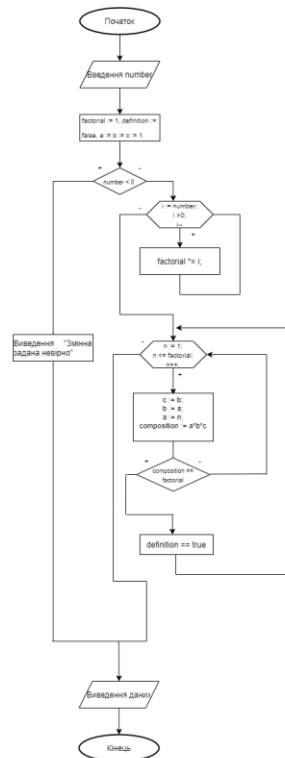 Початок
Введення number
factorial := 1, definition :=
false, a := b := c := 1.
+
-
number < 0
i := number;
i >0;
i--
-
+
factorial *= i;
Виведення "Змінна
задана невірно"
n := 1;
n <= factorial;
n++.
-
+
c := b;
b := a;
a := n;
composition := a*b*c
+
-
composition ==
factorial
definition == true
Виведення даних
Кінець